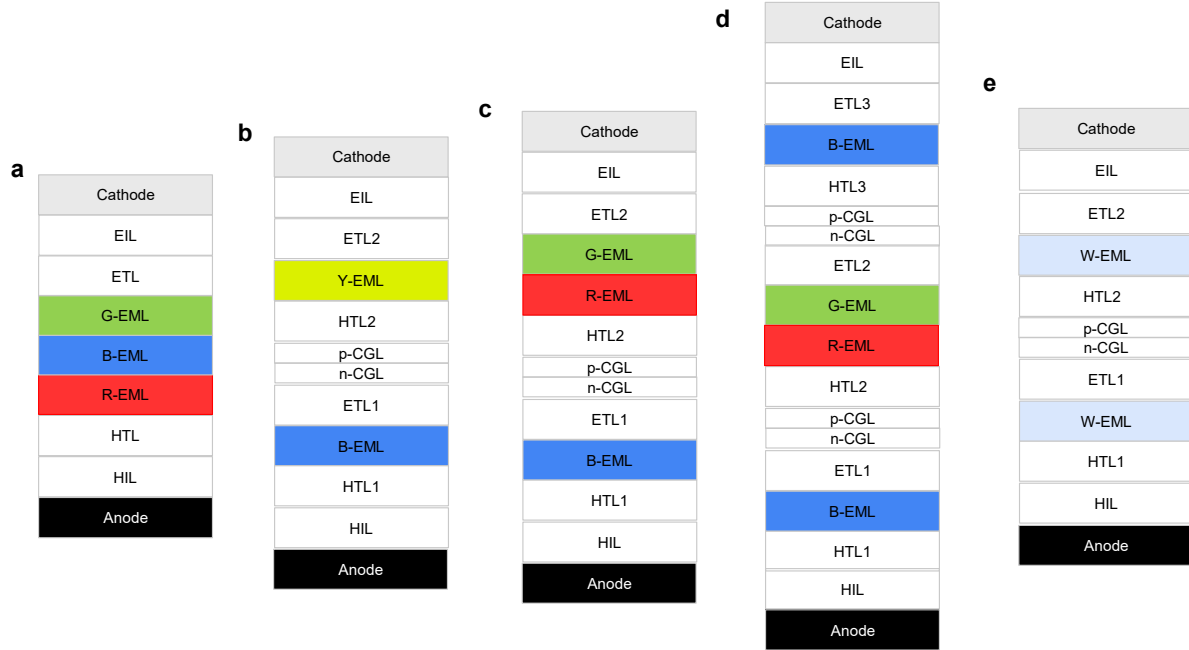 a
Cathode
EIL
ETL
G-EML
B-EML
R-EML
HTL
HIL
Anode
b
Cathode
EIL
ETL2
Y-EML
HTL2
p-CGL
n-CGL
ETL1
B-EML
HTL1
HIL
Anode
c
Cathode
EIL
ETL2
G-EML
R-EML
HTL2
p-CGL
n-CGL
ETL1
B-EML
HTL1
HIL
Anode
d
Cathode
EIL
ETL3
B-EML
HTL3
p-CGL
n-CGL
ETL2
G-EML
R-EML
HTL2
p-CGL
n-CGL
ETL1
B-EML
HTL1
HIL
Anode
e
Cathode
EIL
ETL2
W-EML
HTL2
p-CGL
n-CGL
ETL1
W-EML
HTL1
HIL
Anode